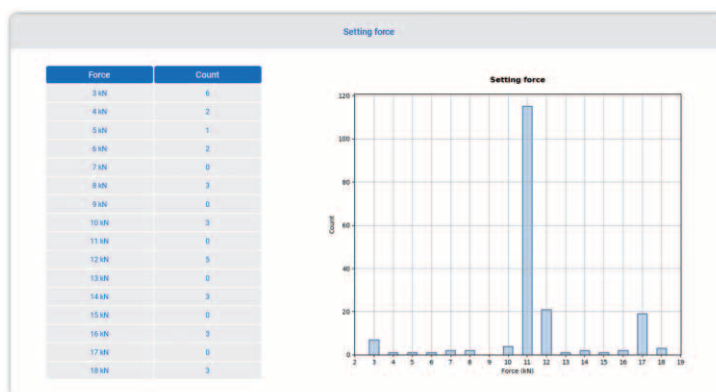 Setting force
Force Count
3 kN 6
4 kN 2
5 kN 1
6 kN 2
7 kN 0
8 kN 3
9 kN 0
10 kN 3
11 kN 0
12 kN 5
13 kN 0
14 kN 3
15 kN 0
16 kN 3
17 kN 0
18 kN 3
Setting force
120
100
80
60
40
20
0
Count
2 3 4 5 6 7 8 9 10 11 12 13 14 15 16 17 18 19
Force (kN)